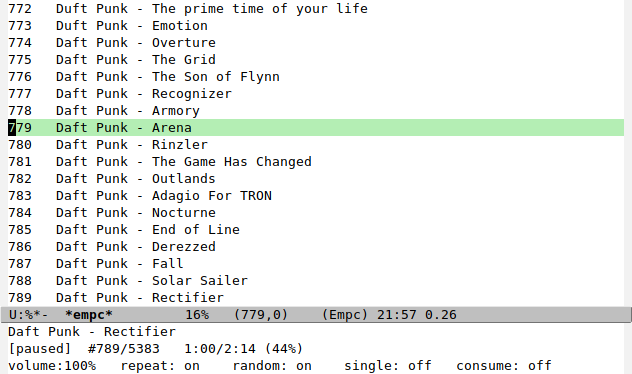 772   Duft Punk - The prime time of your life
773   Duft Punk - Emotion
774   Daft Punk - Overture
775   Daft Punk - The Grid
776   Daft Punk - The Son of Flynn
777   Daft Punk - Recognizer
778   Daft Punk - Armory
779   Daft Punk - Arena
780   Daft Punk - Rinzler
781   Daft Punk - The Game Has Changed
782   Daft Punk - Outlands
783   Daft Punk - Adagio For TRON
784   Daft Punk - Nocturne
785   Daft Punk - End of Line
786   Daft Punk - Derezzed
787   Daft Punk - Fall
788   Daft Punk - Solar Sailer
789   Daft Punk - Rectifier
U:%*-  *empc*         16%   (779,0)    (Empc) 21:57 0.26
Daft Punk - Rectifier
[paused]  #789/5383   1:00/2:14 (44%)
volume:100%   repeat: on    random: on    single: off   consume: off